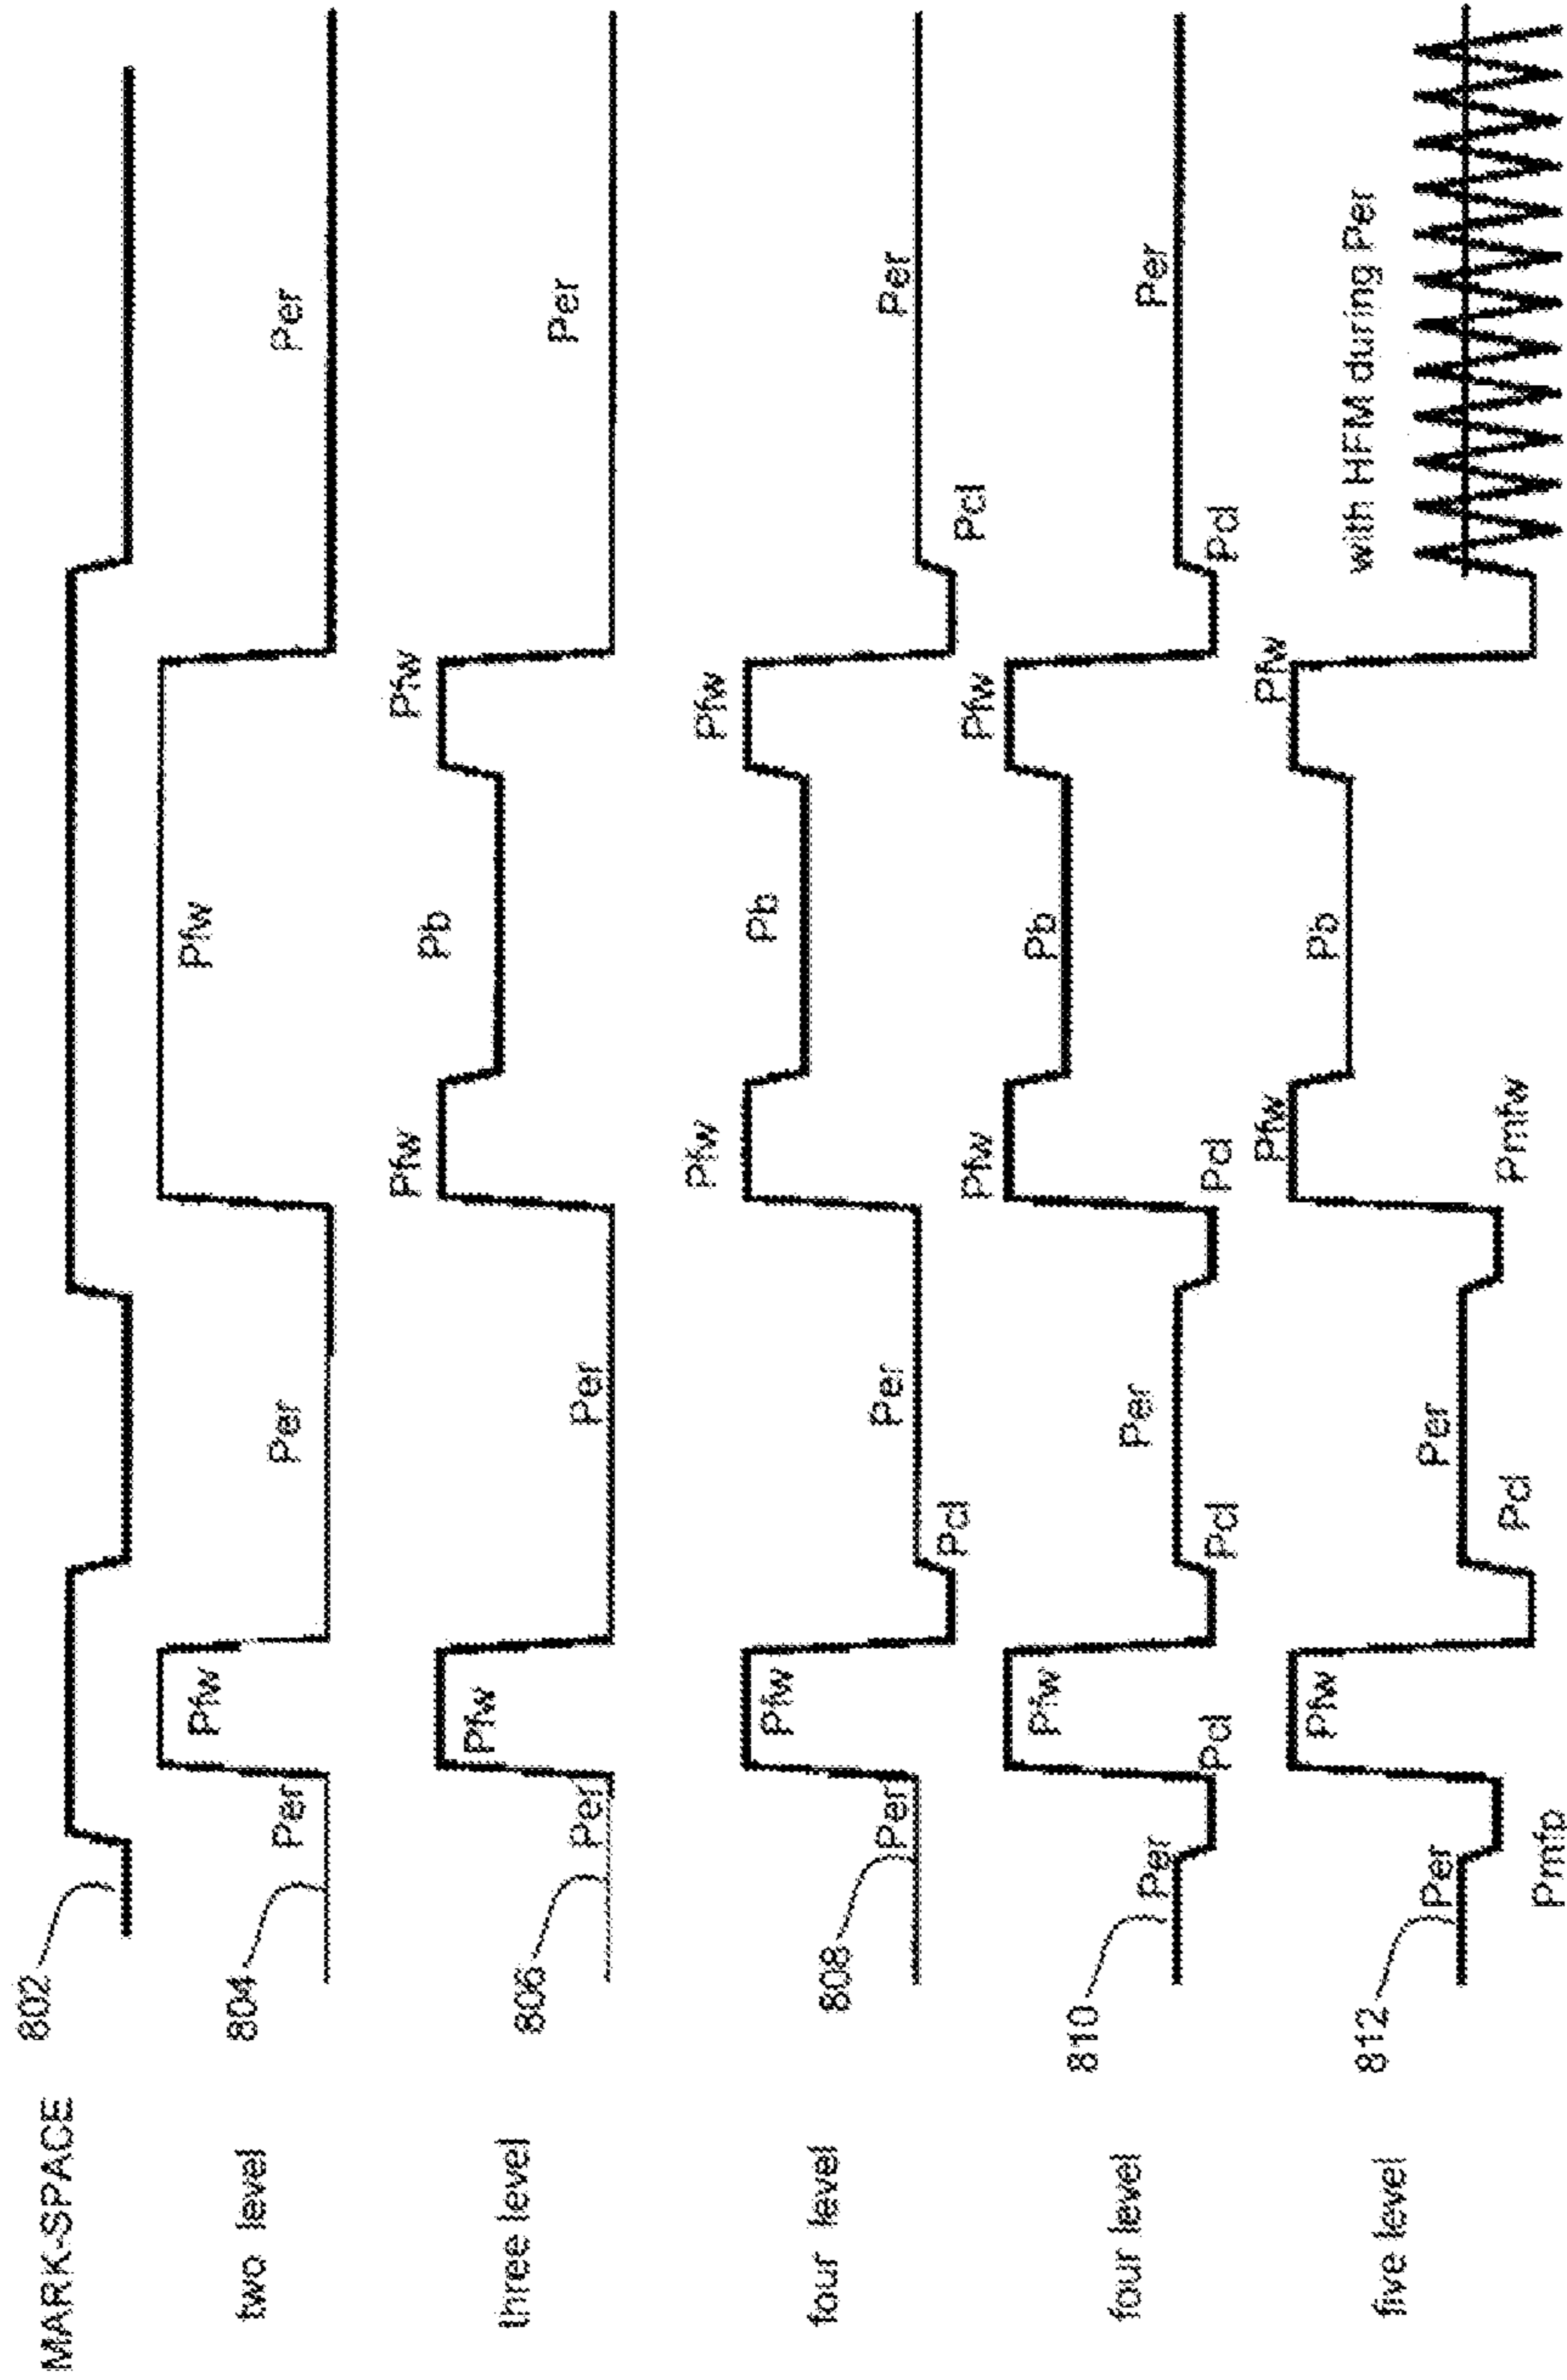 MARK-SPACE
802
two level
804
Per
Pfw
Per
Pfw
Per
three level
806
Per
Pfw
Per
Pfw
Pb
Pfw
Per
four level
808
Per
Pfw
Pcl
Per
Pfw
Pb
Pfw
Pcl
Per
four level
810
Per
Pcl
Pfw
Pcl
Per
Pcl
Pfw
Pb
Pfw
Pcl
Per
five level
812
Per
Pmfp
Pfw
Pcl
Per
Pmfw
Pfw
Pb
Pfw
with HFM during Per